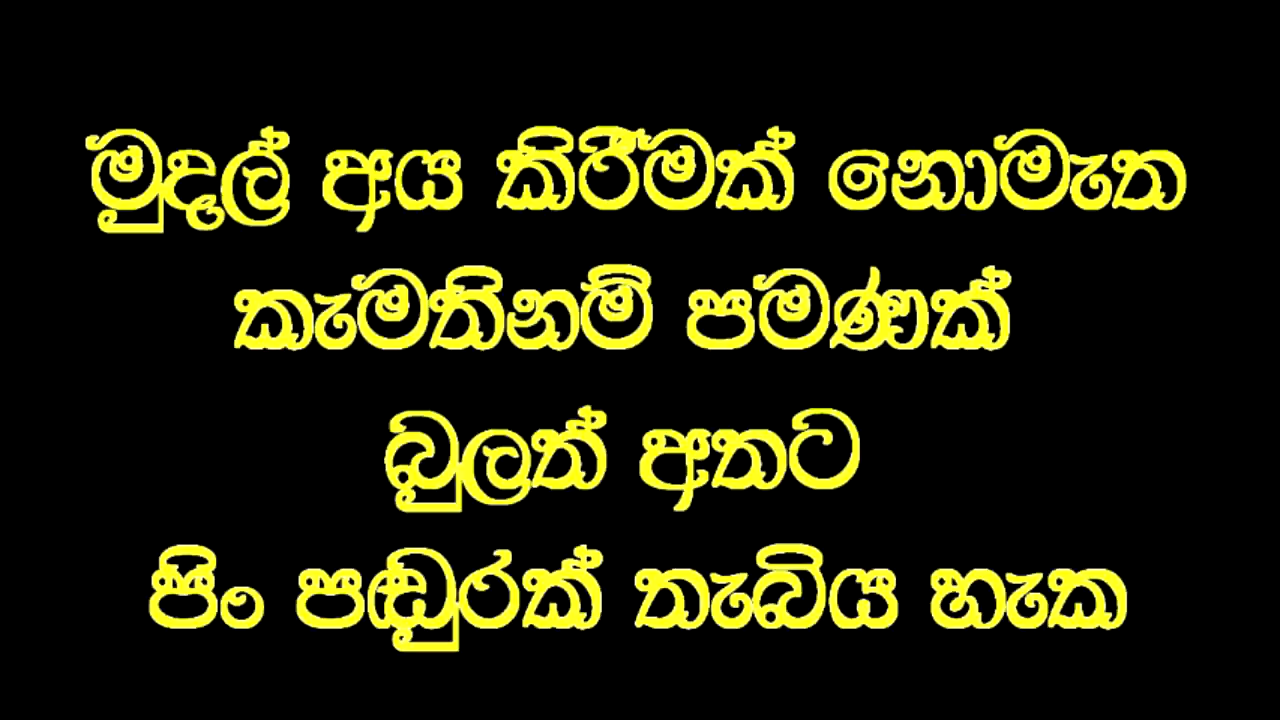 මුදල් අය කිරීමක් නොමැත
කැමතිනම් පමණක්
බුලත් අතට
පිං පඬුරක් තැබිය හැක